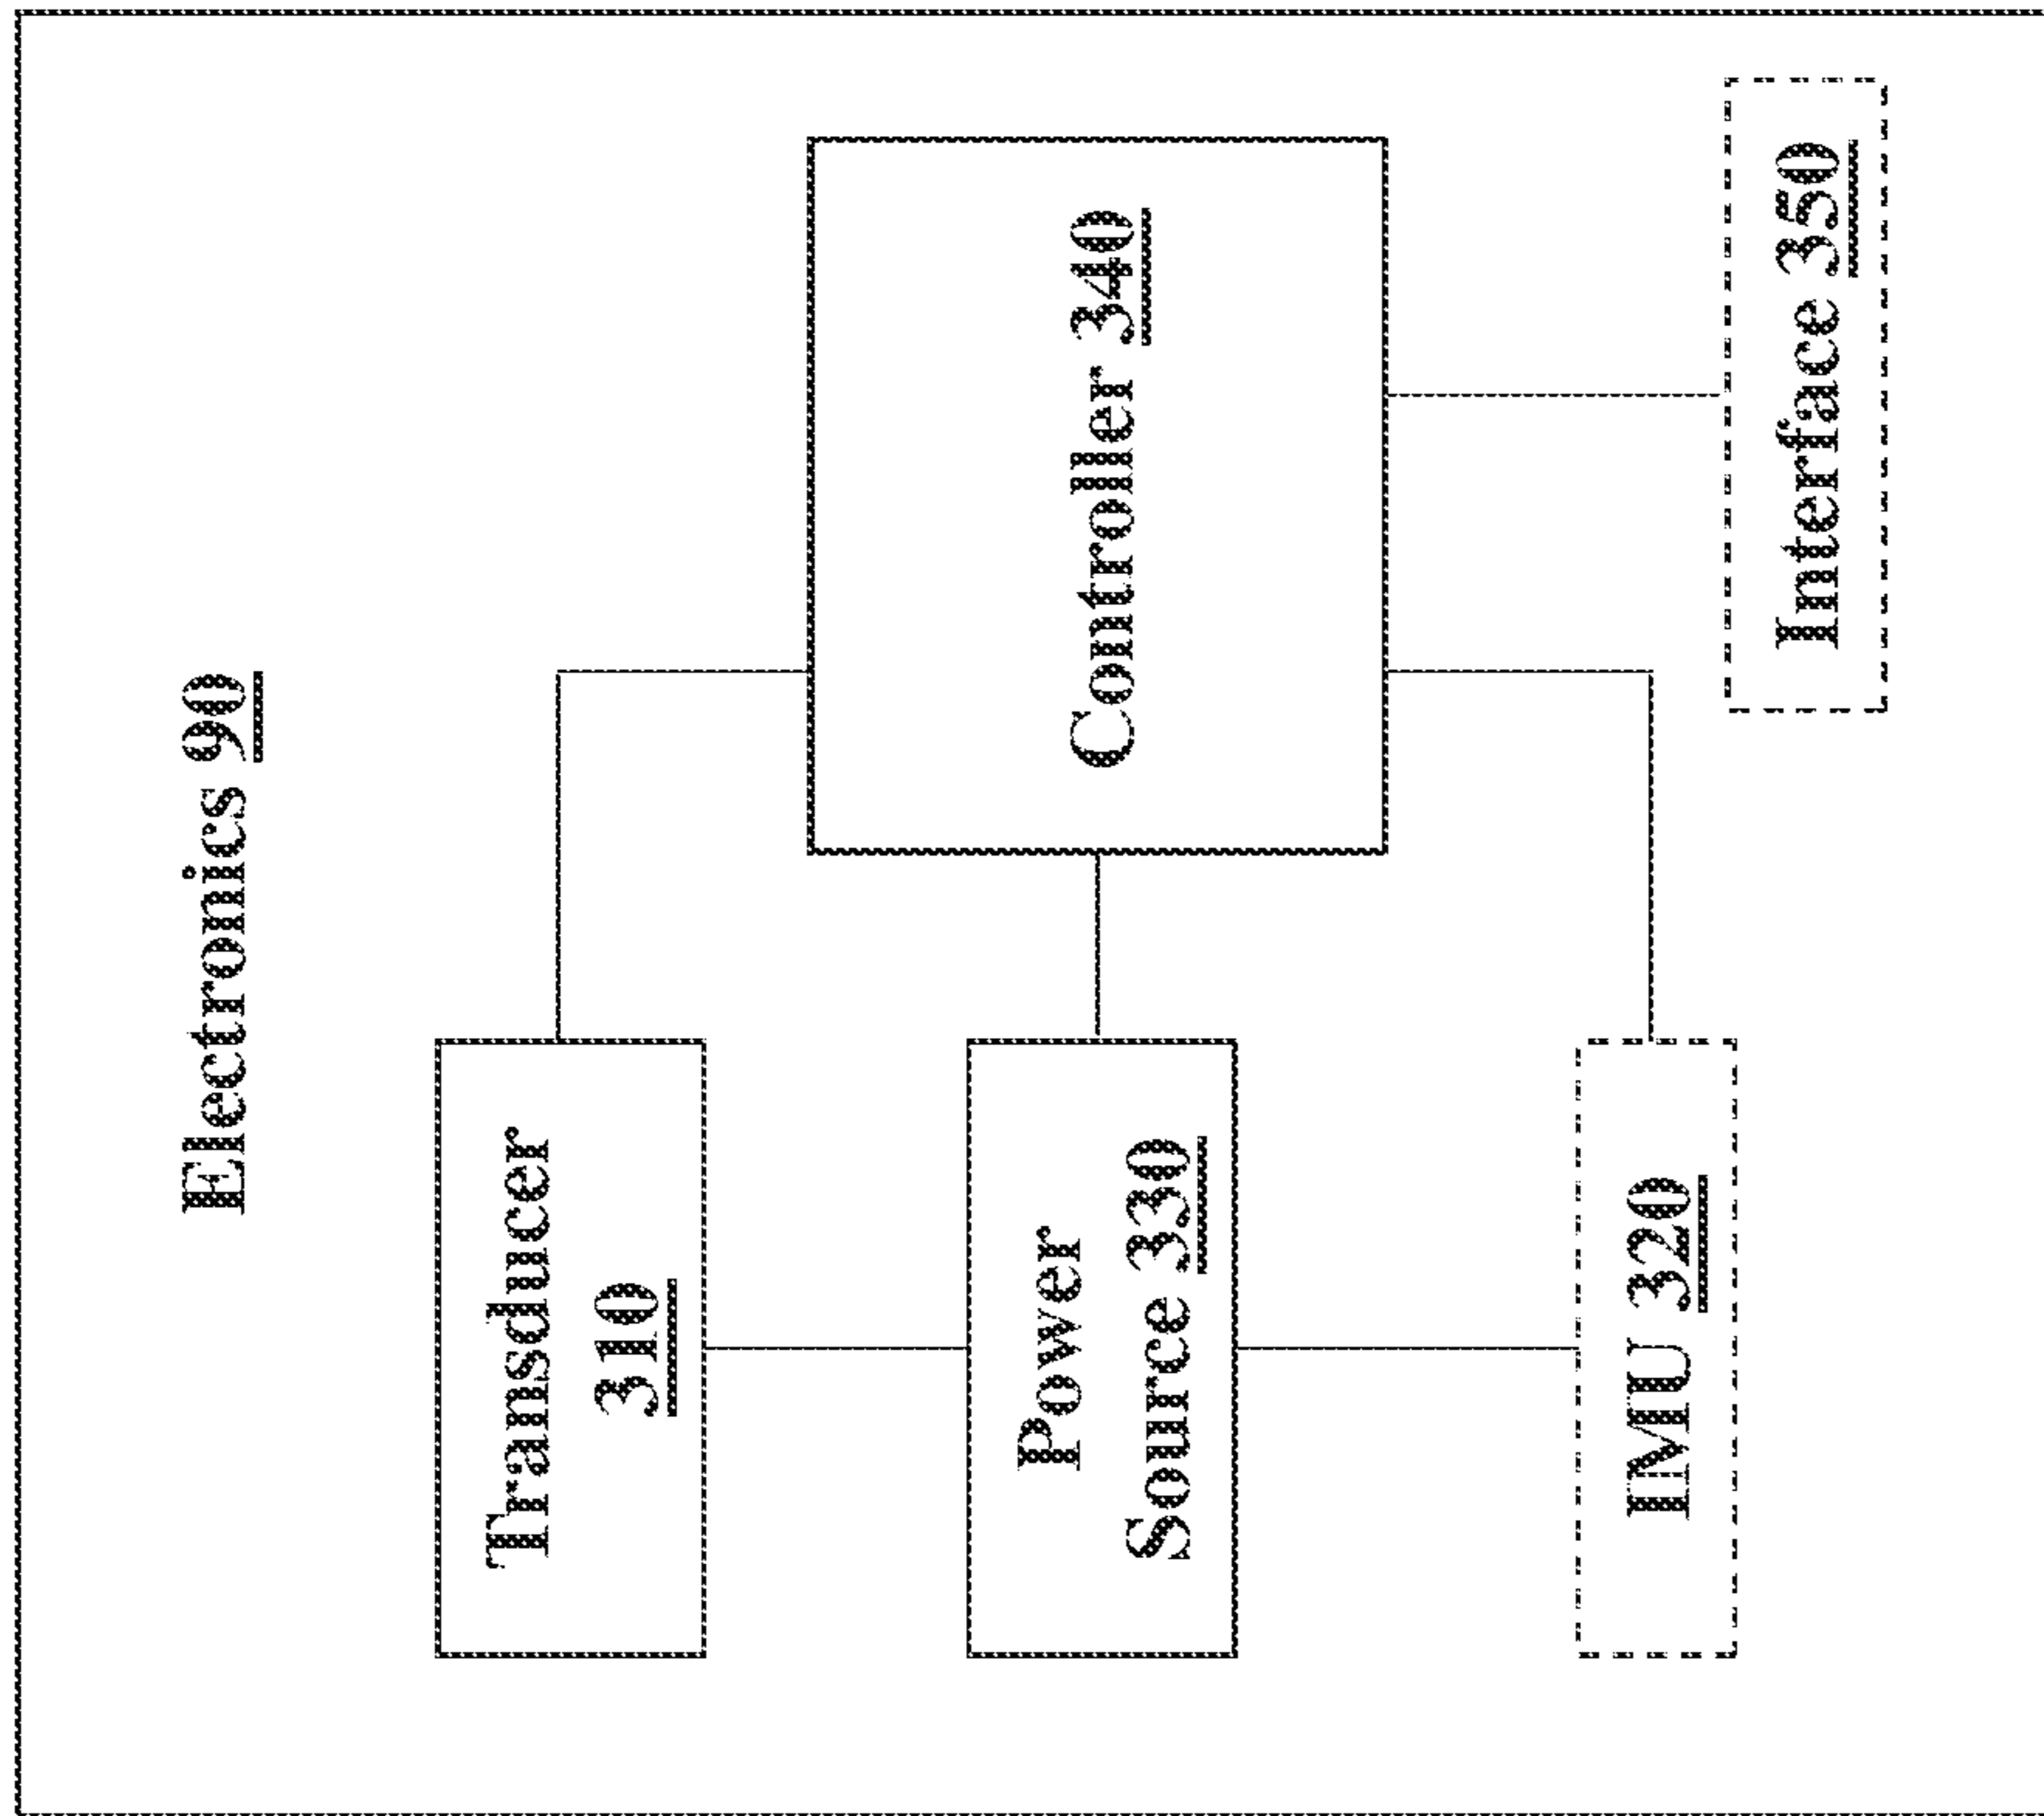 Electronics 90
Transducer
310
Controller 340
Power
Source 330
IMU 320
Interface 350